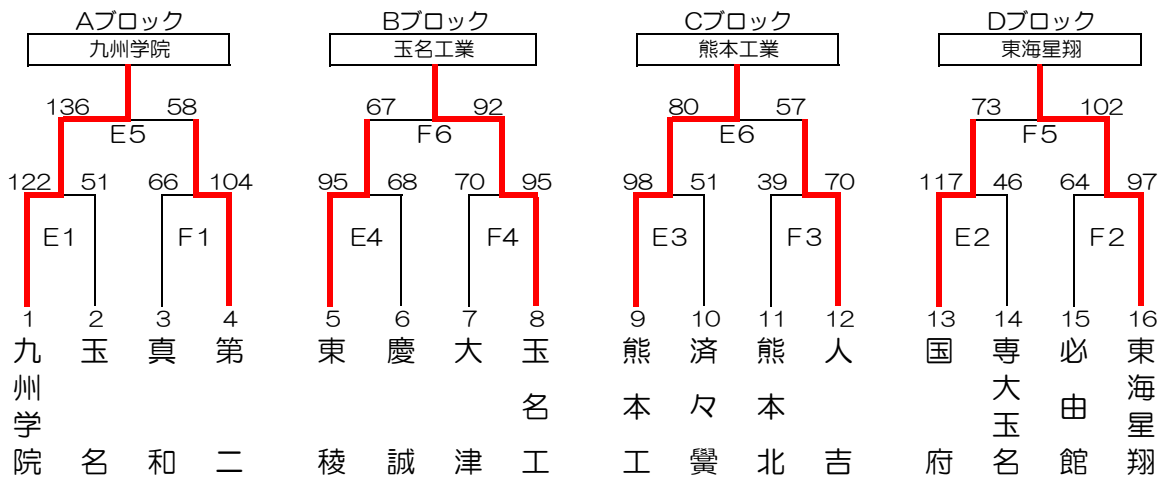 Aブロック Bブロック Cブロック Dブロック
九州学院 玉名工業 熊本工業 東海星翔
136 58 67 92 80 57 73 102
E5 F6 E6 F5
122 51 66 104 95 68 70 95 98 51 39 70 117 46 64 97
E1 F1 E4 F4 E3 F3 E2 F2
1 2 3 4 5 6 7 8 9 10 11 12 13 14 15 16
九州学院
玉名
真和
第二
東稜
慶誠
大津
玉名工
熊本工
済々黌
熊本北
人吉
国府
専大玉名
必由館
東海星翔